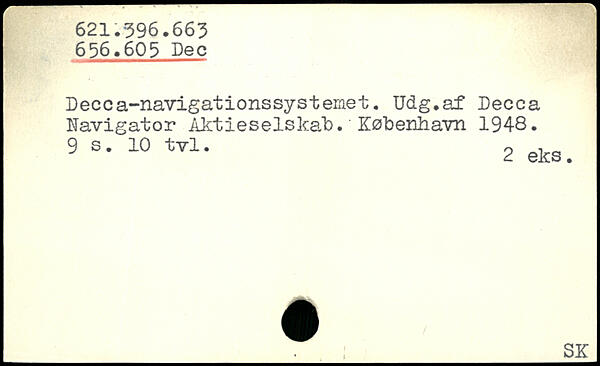 621.396.663
656.605 Dec
Decca-navigationssystemet. Udg.af Decca
Navigator Aktieselskab. København 1948.
9 s. 10 tvl.
2 eks.
SK